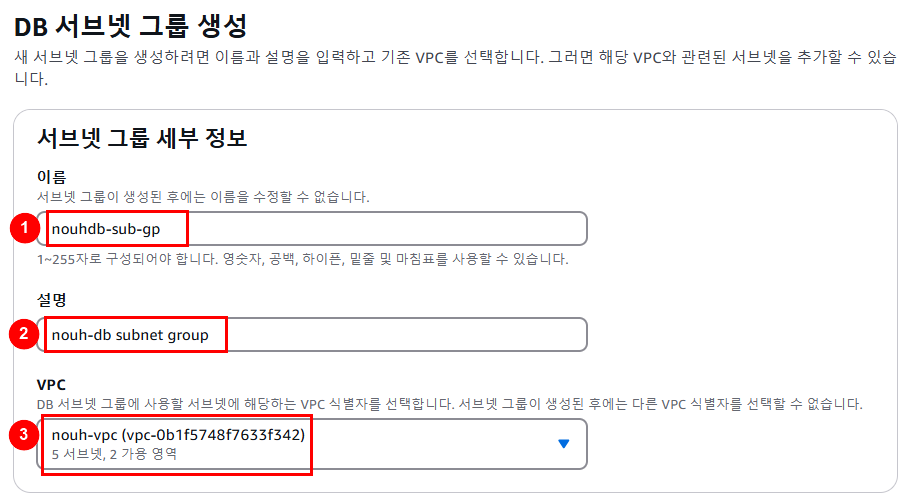 DB 서브넷 그룹 생성
새 서브넷 그룹을 생성하려면 이름과 설명을 입력하고 기존 VPC를 선택합니다. 그러면 해당 VPC와 관련된 서브넷을 추가할 수 있습
니다.
서브넷 그룹 세부 정보
이름
서브넷 그룹이 생성된 후에는 이름을 수정할 수 없습니다.
1 nouhdb-sub-gp
1~255자로 구성되어야 합니다. 영숫자, 공백, 하이픈, 밑줄 및 마침표를 사용할 수 있습니다.
설명
2 nouh-db subnet group
VPC
DB 서브넷 그룹에 사용할 서브넷에 해당하는 VPC 식별자를 선택합니다. 서브넷 그룹이 생성된 후에는 다른 VPC 식별자를 선택할 수 없습니다.
3 nouh-vpc (vpc-0b1f5748f7633f342)
5 서브넷, 2 가용 영역